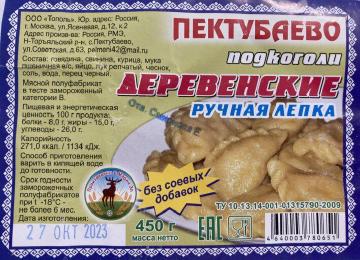 ООО «Тополь». Юр. адрес: Россия,
г. Москва
ул.Ясеневая, д.12, к.2
Адрес произв-ва: Россия, РМЭ,
Н-Торъяльский р-н, с.Пектубаево,
ул.Советская, д.63, pelmeni42@mail.ru
Состав: говядина, свинина, курица, мука
пшеничная в/с, яйцо, лук репчатый, чеснок,
соль, вода, перец черный.
Мясной полуфабрикат
в тесте замороженный
категории В.
Пищевая и энергетическая
ценность 100 г продукта:
белки - 8,0 г. жиры - 15,0 г.
углеводы - 26,0 г.
Калорийность
271,0 ккал. / 1134 кДж.
Способ приготовления
варить в кипящей воде
до готовности.
Срок годности
замороженных
полуфабрикатов
при t -18°C -
не более 6 мес.
Дата изготовления:
27 ОКТ 2023
ПЕКТУБАЕВО
подкоголи
ДЕРЕВЕНСКИЕ
РУЧНАЯ ЛЕПКА
без соевых
добавок
450 г
масса нетто
ТУ 10.13.14-001-01315790-2009
EAC
4640003780651